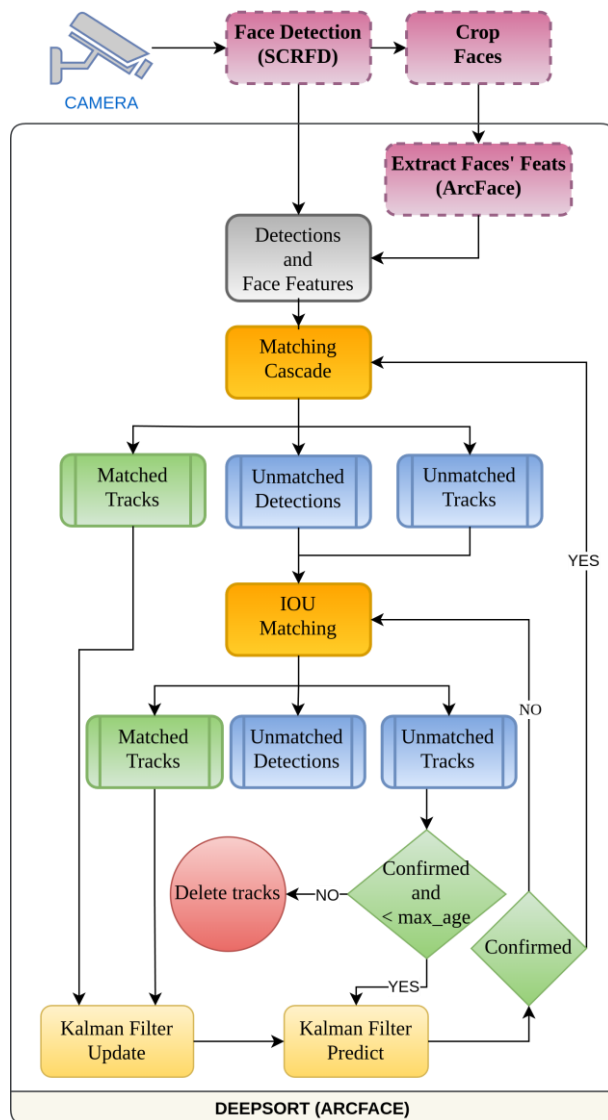 Face Detection
(SCRFD)
Crop
Faces
CAMERA
Extract Faces' Feats
(ArcFace)
Detections
and
Face Features
Matching
Cascade
Matched
Tracks
Unmatched
Detections
Unmatched
Tracks
YES
IOU
Matching
NO
Matched
Tracks
Unmatched
Detections
Unmatched
Tracks
Delete tracks
NO
Confirmed
and
< max_age
Confirmed
YES
Kalman Filter
Update
Kalman Filter
Predict
DEEPSORT (ARCFACE)